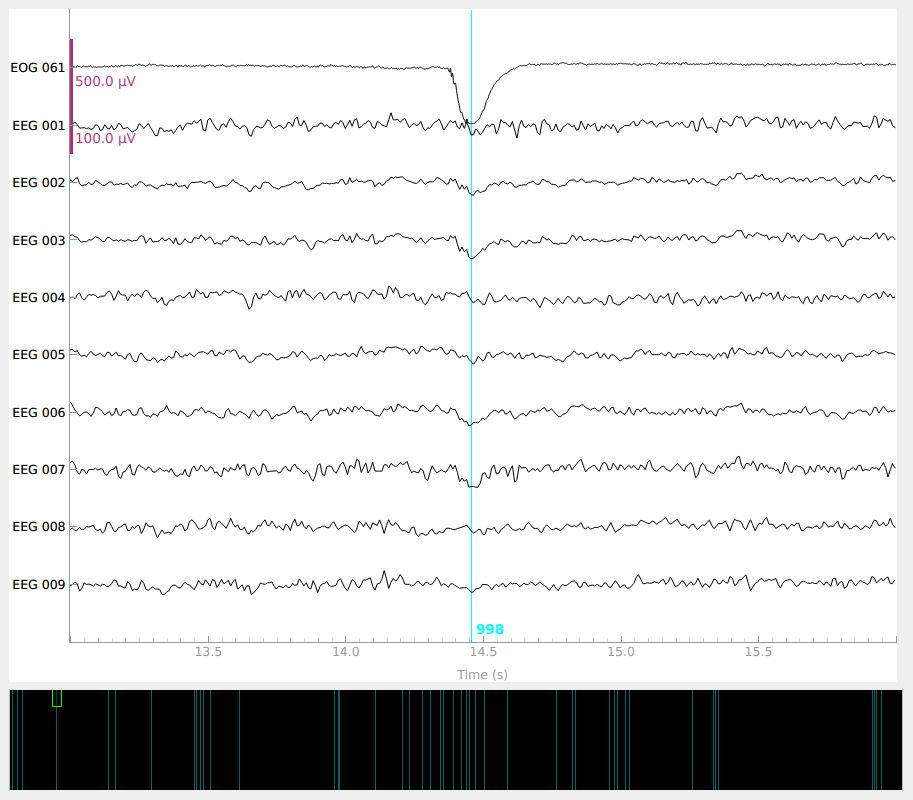 EOG 061
500.0 µV
EEG 001
100.0 µV
EEG 002
EEG 003
EEG 004
EEG 005
EEG 006
EEG 007
EEG 008
EEG 009
998
13.5 14.0 14.5 15.0 15.5
Time (s)